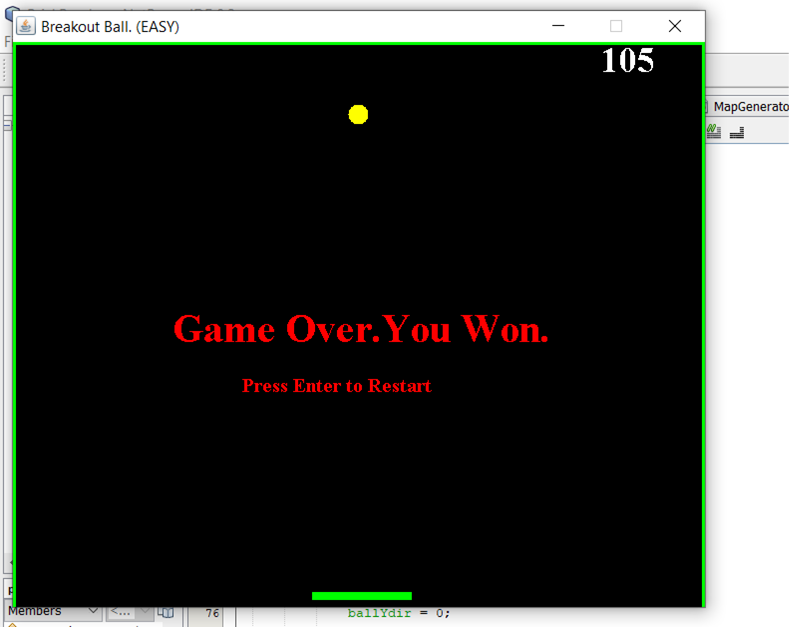 Breakout Ball. (EASY)
105
MapGenerato
Game Over.You Won.
Press Enter to Restart
Members
<...
76
ballYdir = 0;